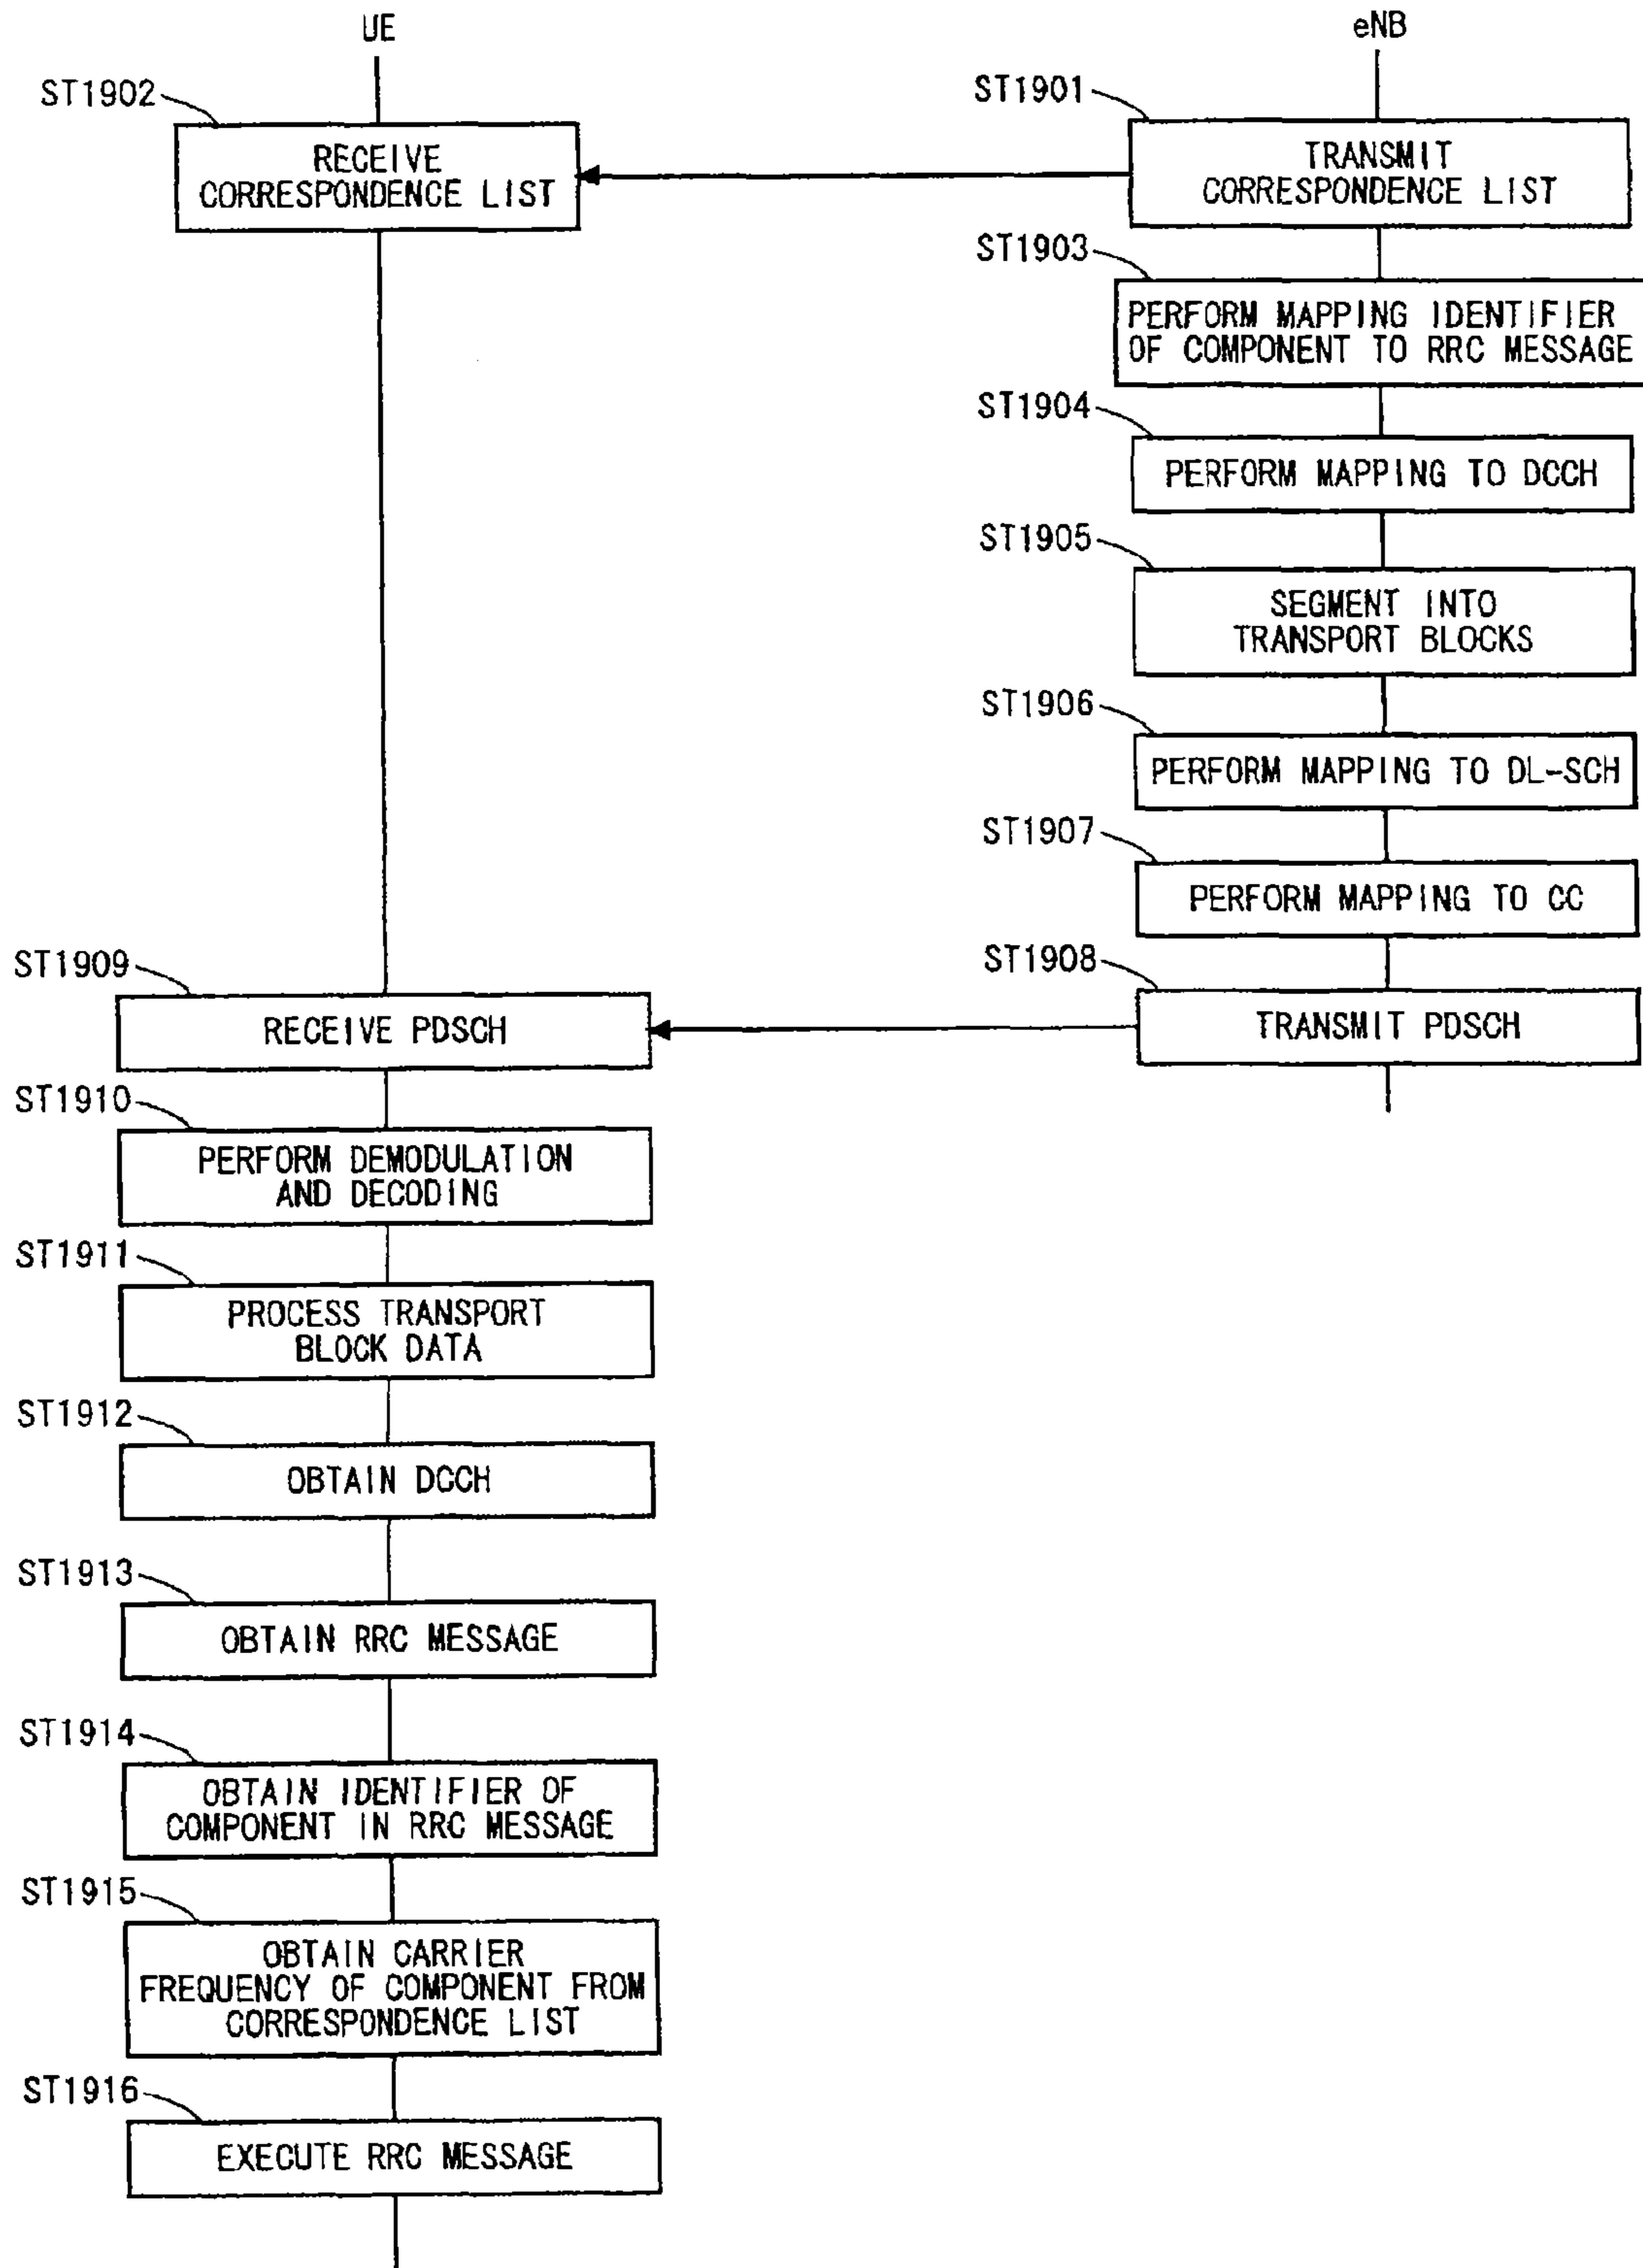 UE
eNB
ST1902
ST1901
RECEIVE
CORRESPONDENCE LIST
TRANSMIT
CORRESPONDENCE LIST
ST1903
PERFORM MAPPING IDENTIFIER
OF COMPONENT TO RRC MESSAGE
ST1904
PERFORM MAPPING TO DCCH
ST1905
SEGMENT INTO
TRANSPORT BLOCKS
ST1906
PERFORM MAPPING TO DL-SCH
ST1907
PERFORM MAPPING TO CC
ST1909
ST1908
RECEIVE PDSCH
TRANSMIT PDSCH
ST1910
PERFORM DEMODULATION
AND DECODING
ST1911
PROCESS TRANSPORT
BLOCK DATA
ST1912
OBTAIN DCCH
ST1913
OBTAIN RRC MESSAGE
ST1914
OBTAIN IDENTIFIER OF
COMPONENT IN RRC MESSAGE
ST1915
OBTAIN CARRIER
FREQUENCY OF COMPONENT FROM
CORRESPONDENCE LIST
ST1916
EXECUTE RRC MESSAGE